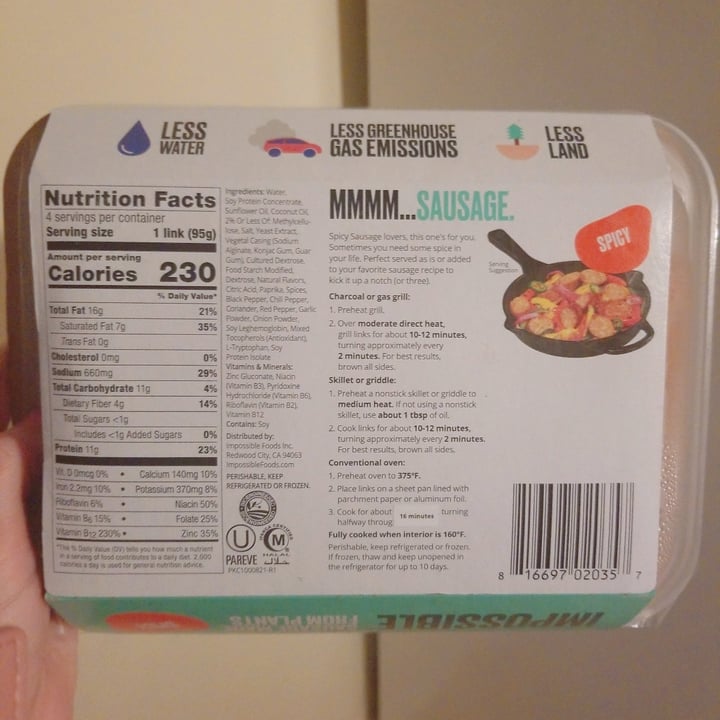 LESS
WATER
LESS GREENHOUSE
GAS EMISSIONS
LESS
LAND
Nutrition Facts
4 servings per container
Serving size 1 link (95g)
Amount per serving
Calories 230
% Daily Value*
Total Fat 16g 21%
Saturated Fat 7g 35%
Trans Fat 0g
Cholesterol 0mg 0%
Sodium 660mg 29%
Total Carbohydrate 11g 4%
Dietary Fiber 4g 14%
Total Sugars <1g
Includes <1g Added Sugars 0%
Protein 11g 23%
Vit. D 0mcg 0% • Calcium 140mg 10%
Iron 2.2mg 10% • Potassium 370mg 8%
Riboflavin 6% • Niacin 50%
Vitamin B6 15% • Folate 25%
Vitamin B12 230% • Zinc 35%
*The % Daily Value (DV) tells you how much a nutrient
in a serving of food contributes to a daily diet. 2,000
calories a day is used for general nutrition advice.
Ingredients: Water,
Soy Protein Concentrate,
Sunflower Oil, Coconut Oil,
2% Or Less Of: Methylcellu-
lose, Salt, Yeast Extract,
Vegetal Casing (Sodium
Alginate, Konjac Gum, Guar
Gum), Cultured Dextrose,
Food Starch Modified,
Dextrose, Natural Flavors,
Citric Acid, Paprika, Spices,
Black Pepper, Chili Pepper,
Coriander, Red Pepper, Garlic
Powder, Onion Powder,
Soy Leghemoglobin, Mixed
Tocopherols (Antioxidant),
L-Tryptophan, Soy
Protein Isolate
Vitamins & Minerals:
Zinc Gluconate, Niacin
(Vitamin B3), Pyridoxine
Hydrochloride (Vitamin B6),
Riboflavin (Vitamin B2),
Vitamin B12
Contains: Soy
Distributed by:
Impossible Foods Inc.
Redwood City, CA 94063
ImpossibleFoods.com
PERISHABLE, KEEP
REFRIGERATED OR FROZEN.
U
PAREVE
M
HALAL
PKC1000821-R1
MMMM...SAUSAGE.
Spicy Sausage lovers, this one's for you.
Sometimes you need some spice in
your life. Perfect served as is or added
to your favorite sausage recipe to
kick it up a notch (or three).
Charcoal or gas grill:
1. Preheat grill.
2. Over moderate direct heat,
grill links for about 10-12 minutes,
turning approximately every
2 minutes. For best results,
brown all sides.
Skillet or griddle:
1. Preheat a nonstick skillet or griddle to
medium heat. If not using a nonstick
skillet, use about 1 tbsp of oil.
2. Cook links for about 10-12 minutes,
turning approximately every 2 minutes.
For best results, brown all sides.
Conventional oven:
1. Preheat oven to 375°F.
2. Place links on a sheet pan lined with
parchment paper or aluminum foil.
3. Cook for about 16 minutes turning
halfway throug
Fully cooked when interior is 160°F.
Perishable, keep refrigerated or frozen.
If frozen, thaw and keep unopened in
the refrigerator for up to 10 days.
SPICY
Serving
Suggestion
8 16697 02035 7
IMPOSSIBLE
FROM PLANTS